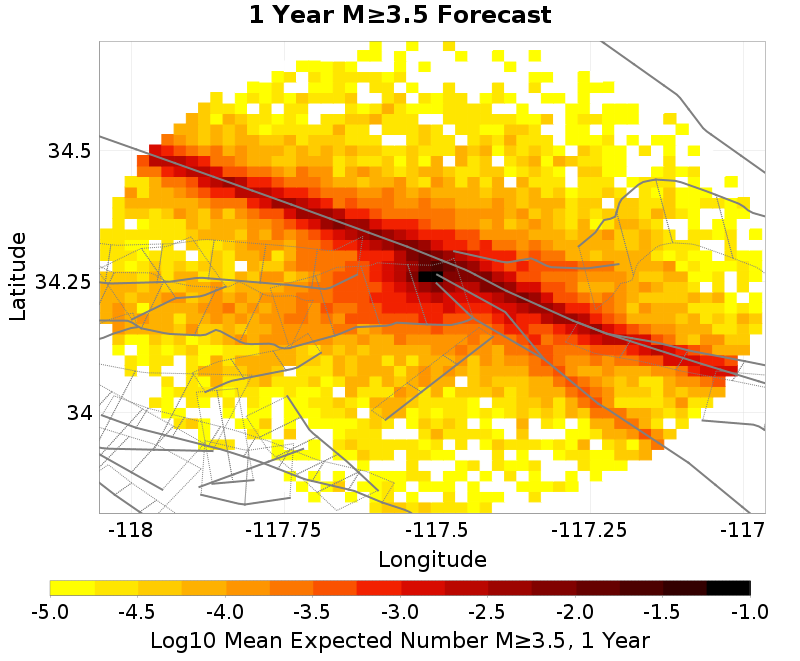 1 Year M≥3.5 Forecast
34.5
34.25
34
Latitude
-118 -117.75 -117.5 -117.25 -117
Longitude
-5.0 -4.5 -4.0 -3.5 -3.0 -2.5 -2.0 -1.5 -1.0
Log10 Mean Expected Number M≥3.5, 1 Year